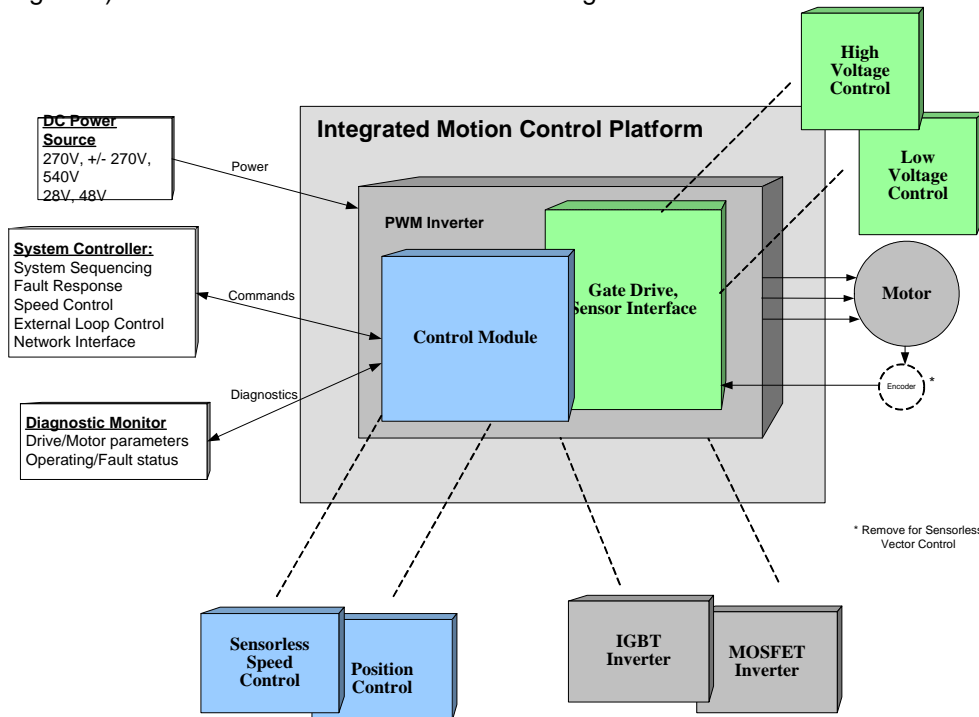 High
Voltage
Control
Integrated Motion Control Platform
DC Power
Source
270V, +/- 270V,
540V
28V, 48V
Power
Low
Voltage
Control
PWM Inverter
System Controller:
System Sequencing
Fault Response
Speed Control
External Loop Control
Network Interface
Commands
Gate Drive,
Sensor Interface
Control Module
Motor
Encoder
*
Diagnostics
Diagnostic Monitor
Drive/Motor parameters
Operating/Fault status
* Remove for Sensorless
Vector Control
Sensorless
Speed
Control
Position
Control
IGBT
Inverter
MOSFET
Inverter